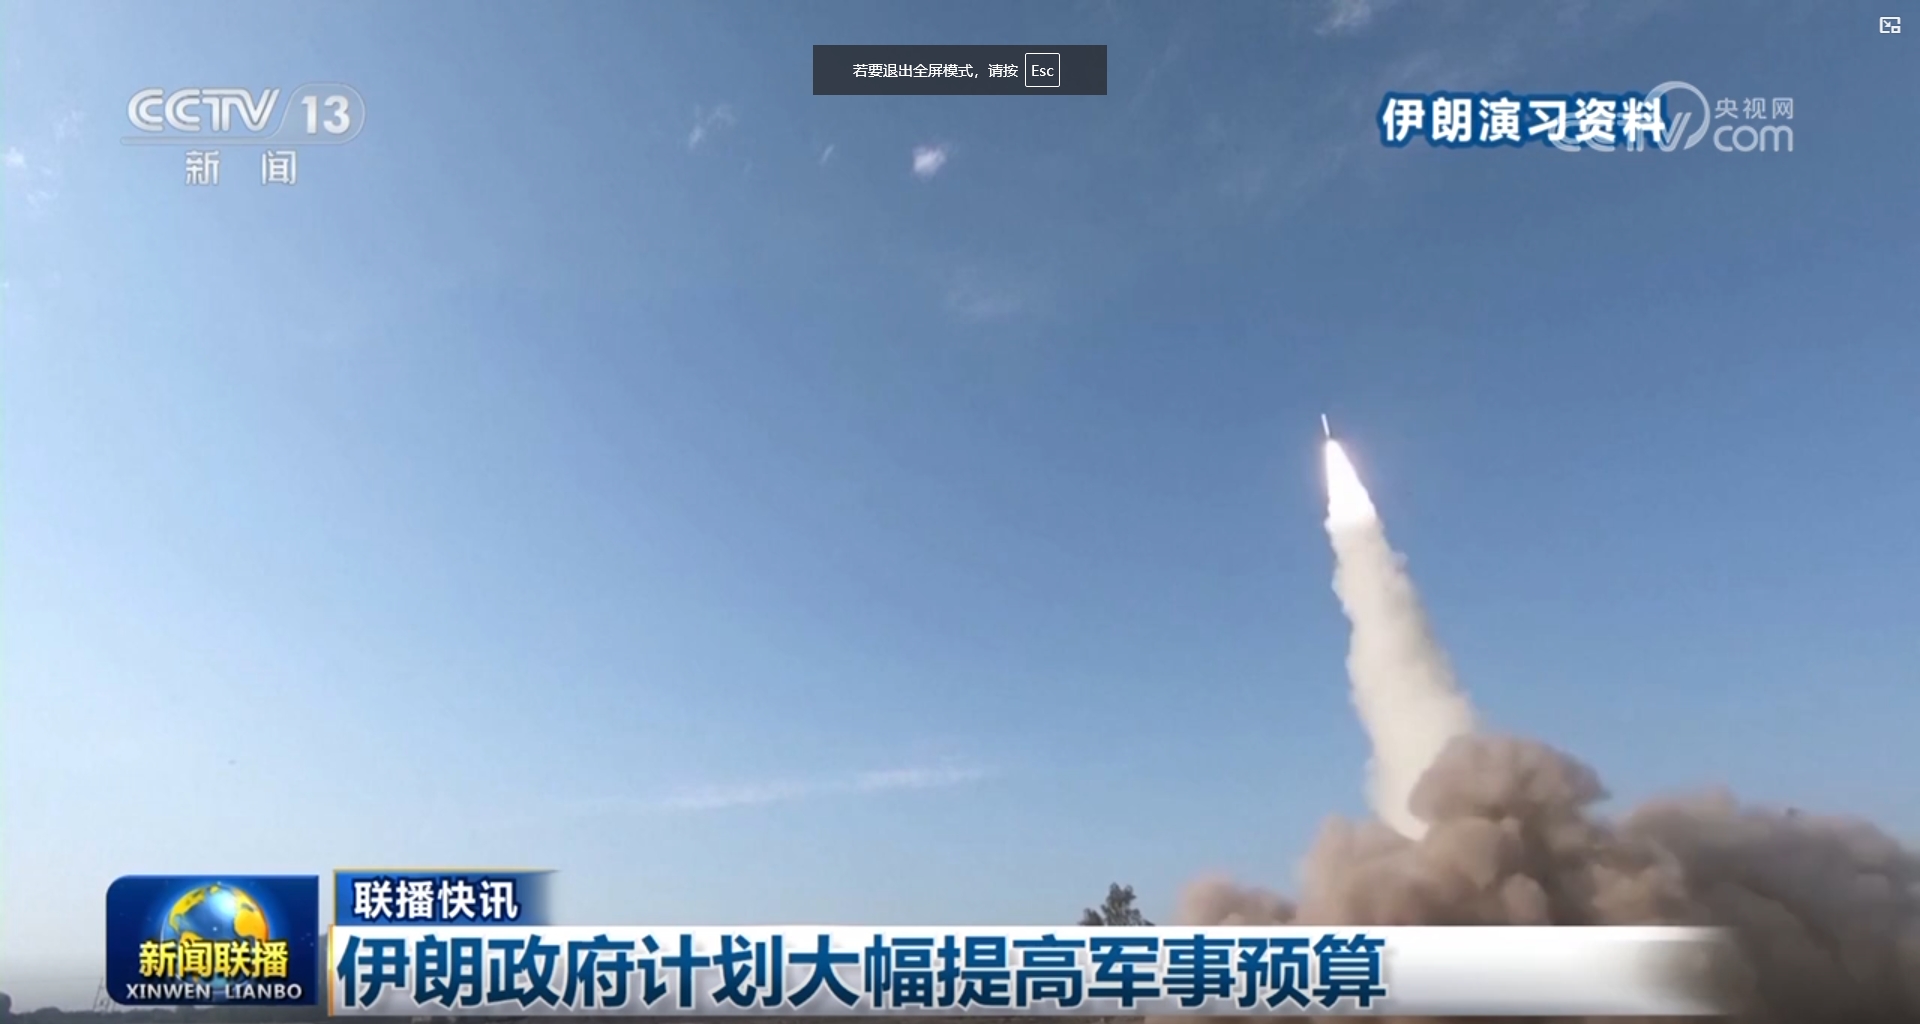 若要退出全屏模式，请按 Esc
CCTV 13
新闻
伊朗演习资料
央视网
CCTV com
联播快讯
新闻联播
XINWEN LIANBO
伊朗政府计划大幅提高军事预算